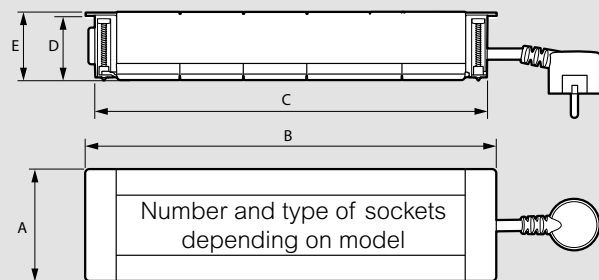 E
D
C
B
A
Number and type of sockets
depending on model